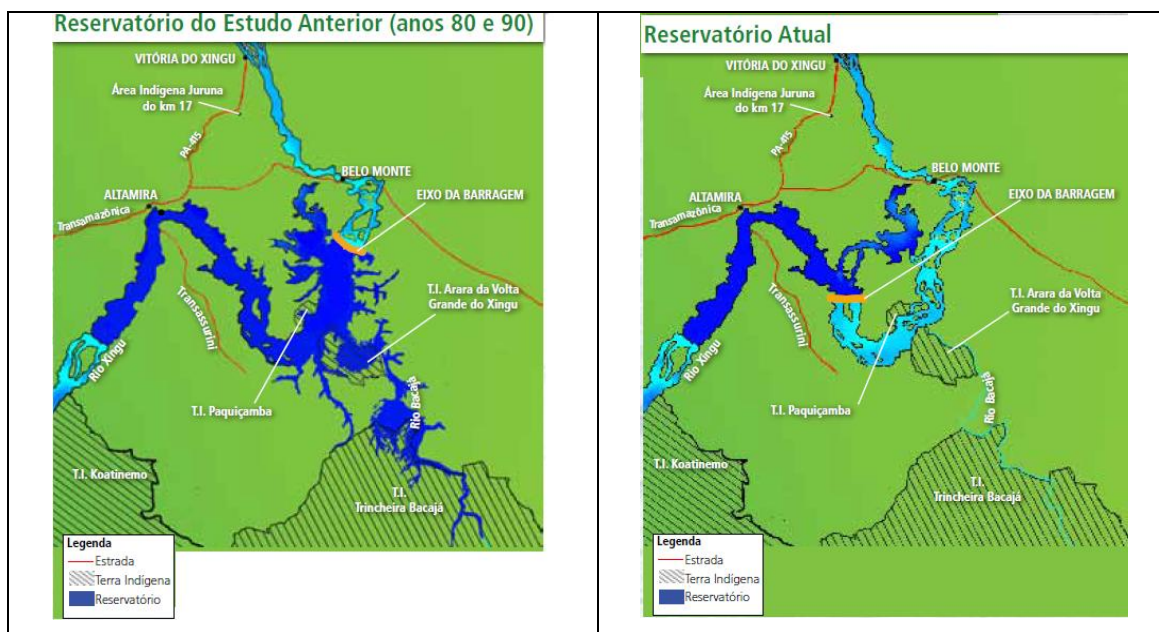 Reservatório do Estudo Anterior (anos 80 e 90)
VITÓRIA DO XINGU
Área Indígena Juruna
do km 17
PA-415
BELO MONTE
ALTAMIRA
EIXO DA BARRAGEM
Transamazônica
T.I. Arara da Volta
Grande do Xingu
Transassurini
Rio Xingu
Rio Bacajá
T.I. Paquiçamba
T.I. Koatinemo
T.I.
Trincheira Bacajá
Legenda
Estrada
Terra Indígena
Reservatório
Reservatório Atual
VITÓRIA DO XINGU
Área Indígena Juruna
do km 17
PA-415
BELO MONTE
ALTAMIRA
EIXO DA BARRAGEM
Transamazônica
T.I. Arara da Volta
Grande do Xingu
Transassurini
Rio Xingu
Rio Bacajá
T.I. Paquiçamba
T.I. Koatinemo
T.I.
Trincheira Bacajá
Legenda
Estrada
Terra Indígena
Reservatório